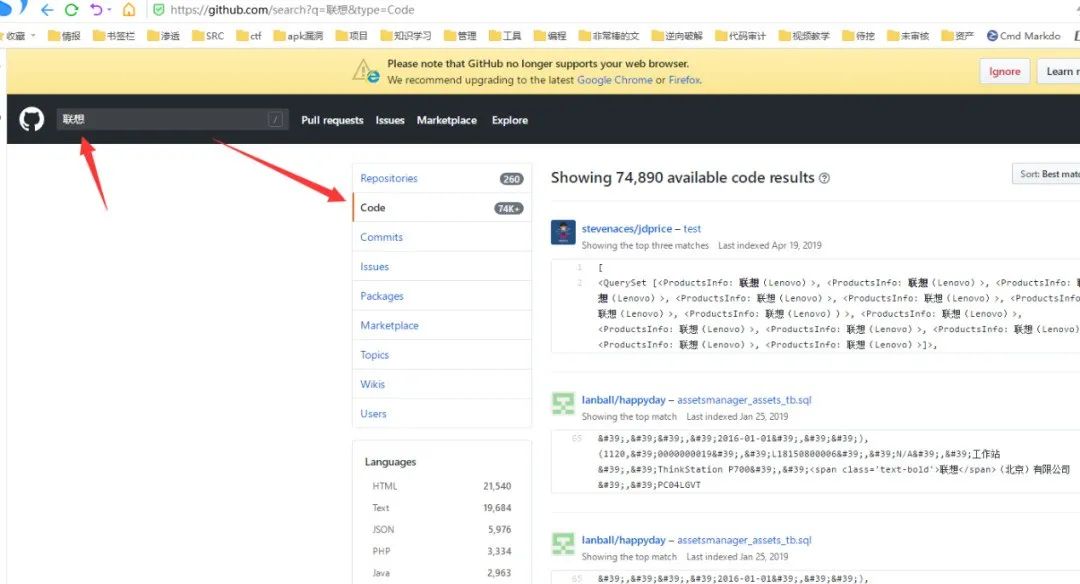 https://github.com/search?q=联想&type=Code
收藏 情报 书签栏 渗透 SRC ctf apk漏洞 项目 知识学习 管理 工具 编程 非常棒的文 逆向破解 代码审计 视频教学 待挖 未审核 资产 Cmd Markdo
Please note that GitHub no longer supports your web browser.
We recommend upgrading to the latest Google Chrome or Firefox.
Ignore
Learn
联想
/
Pull requests Issues Marketplace Explore
Repositories 260
Code 74K+
Commits
Issues
Packages
Marketplace
Topics
Wikis
Users
Languages
HTML 21,540
Text 19,684
JSON 5,976
PHP 3,334
Java 2,963
Showing 74,890 available code results
Sort: Best mat
stevenaces/jdprice – test
Showing the top three matches Last indexed Apr 19, 2019
1 [
2 <QuerySet [<ProductsInfo: 联想（Lenovo）>, <ProductsInfo: 联想（Lenovo）>, <ProductsInfo: 联
想（Lenovo）>, <ProductsInfo: 联想（Lenovo）>, <ProductsInfo: 联想（Lenovo）>, <ProductsInfo:
联想（Lenovo）>, <ProductsInfo: 联想（Lenovo）)>, <ProductsInfo: 联想（Lenovo）>,
<ProductsInfo: 联想（Lenovo）>, <ProductsInfo: 联想（Lenovo）>, <ProductsInfo: 联想（Lenovo）
<ProductsInfo: 联想（Lenovo）>, <ProductsInfo: 联想（Lenovo）>]>,
lanball/happyday – assetsmanager_assets_tb.sql
Showing the top match Last indexed Jan 25, 2019
65 &#39;,&#39;&#39;,&#39;2016-01-01&#39;,&#39;&#39;),
(1120,&#39;0000000019&#39;,&#39;L18150800006&#39;,&#39;N/A&#39;,&#39;工作站
&#39;,&#39;ThinkStation P700&#39;,&#39;<span class='text-bold'>联想</span>（北京）有限公司
&#39;,&#39;PC04LGVT
lanball/happyday – assetsmanager_assets_tb.sql
Showing the top match Last indexed Jan 25, 2019
65 &#39;,&#39;&#39;,&#39;2016-01-01&#39;,&#39;&#39;),